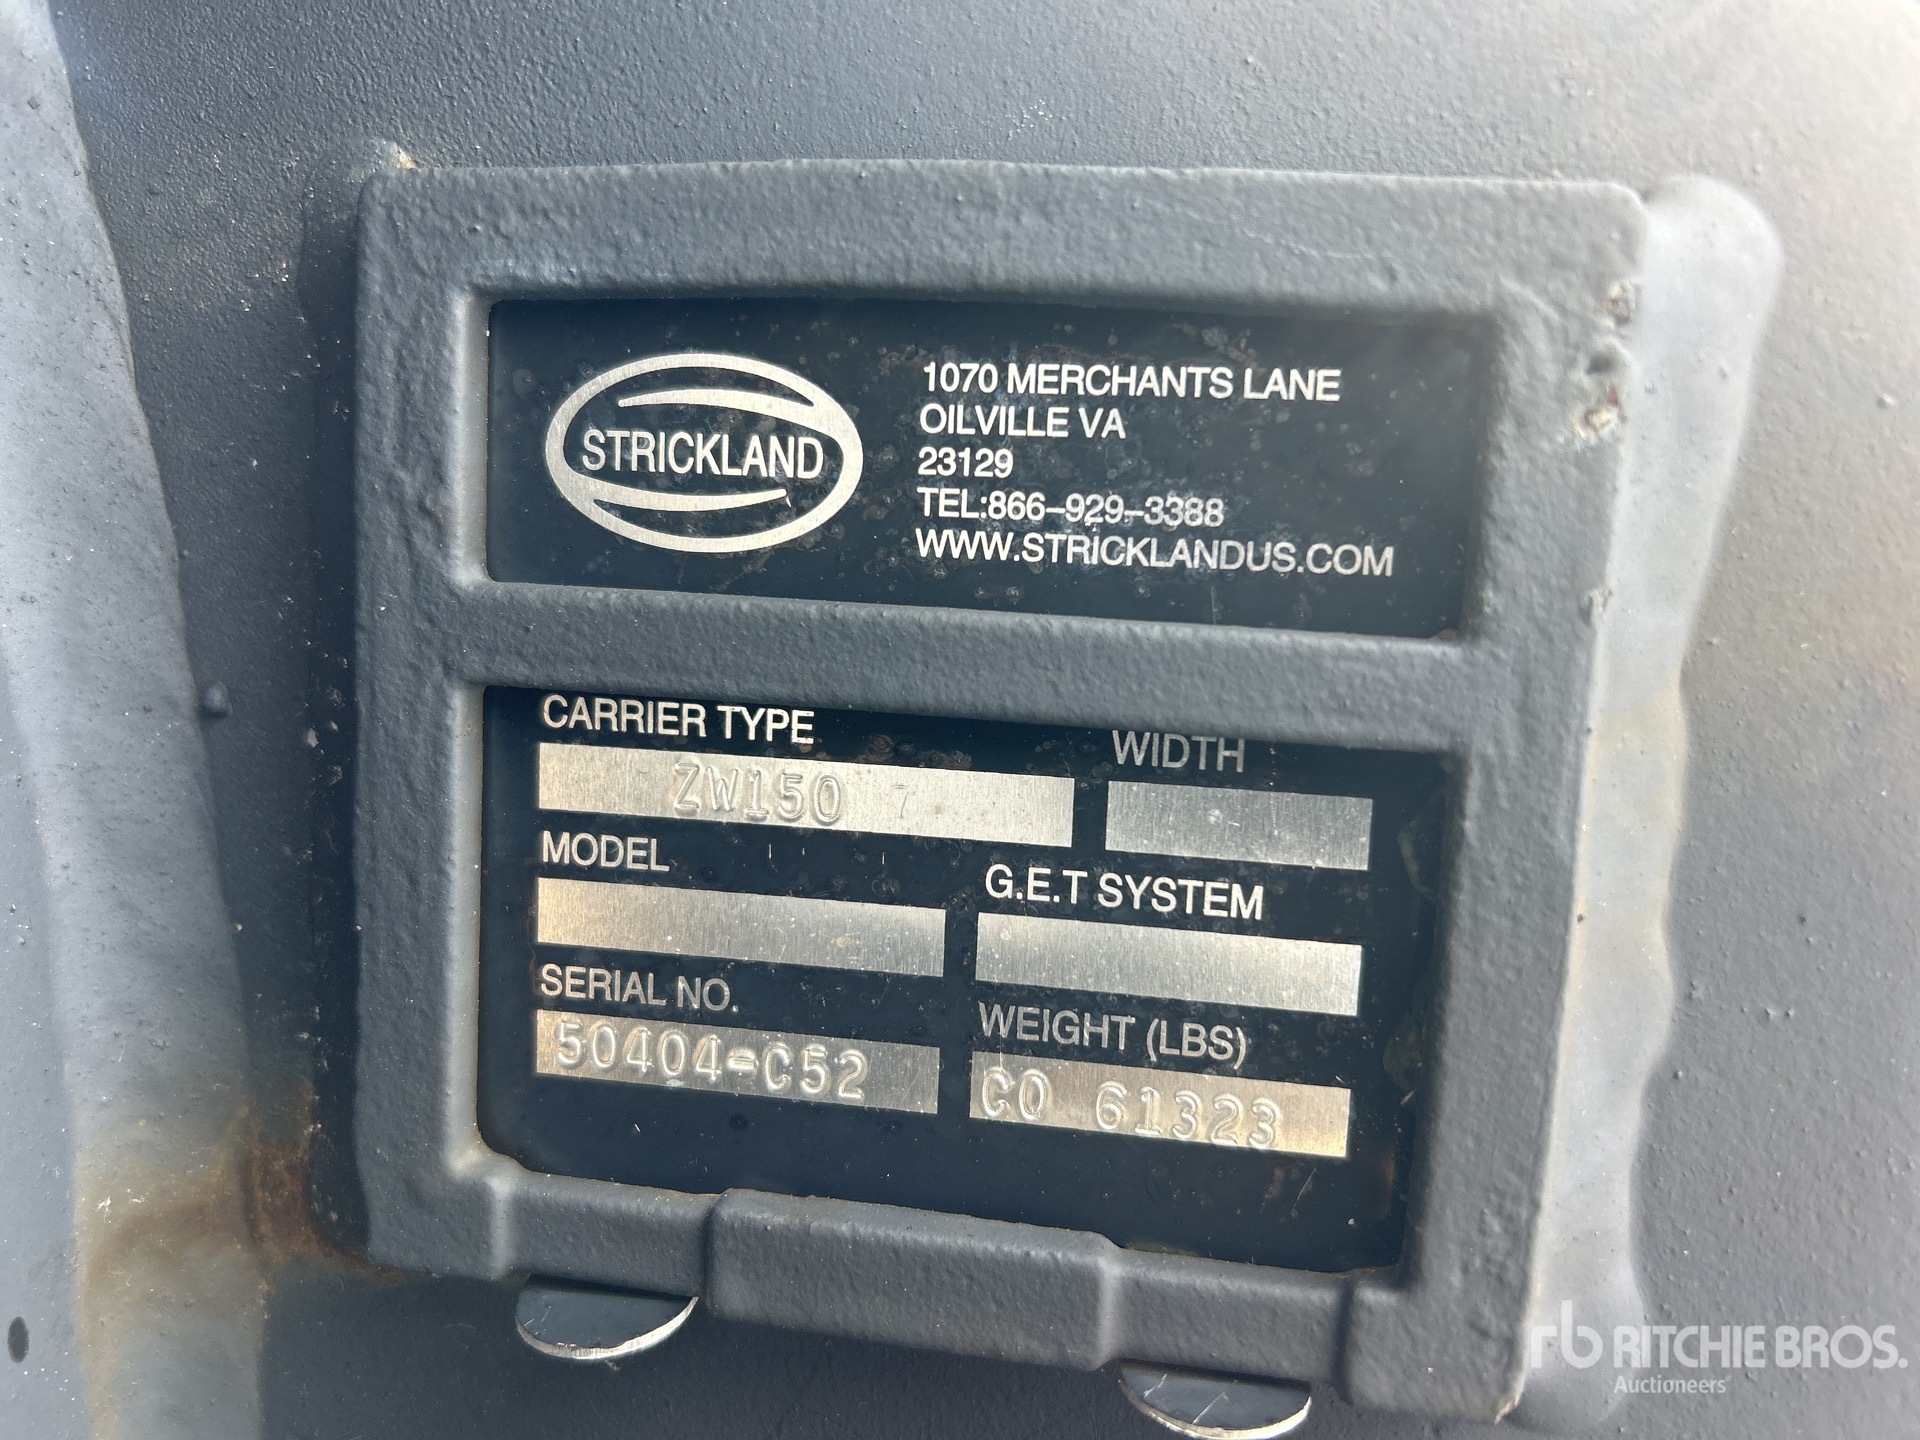 STRICKLAND
1070 MERCHANTS LANE
OILVILLE VA
23129
TEL:866-929-3388
WWW.STRICKLANDUS.COM
CARRIER TYPE
ZW150 7
WIDTH
MODEL
G.E.T SYSTEM
SERIAL NO.
50404-C52
WEIGHT (LBS)
CO 61323
rb RITCHIE BROS.
Auctioneers